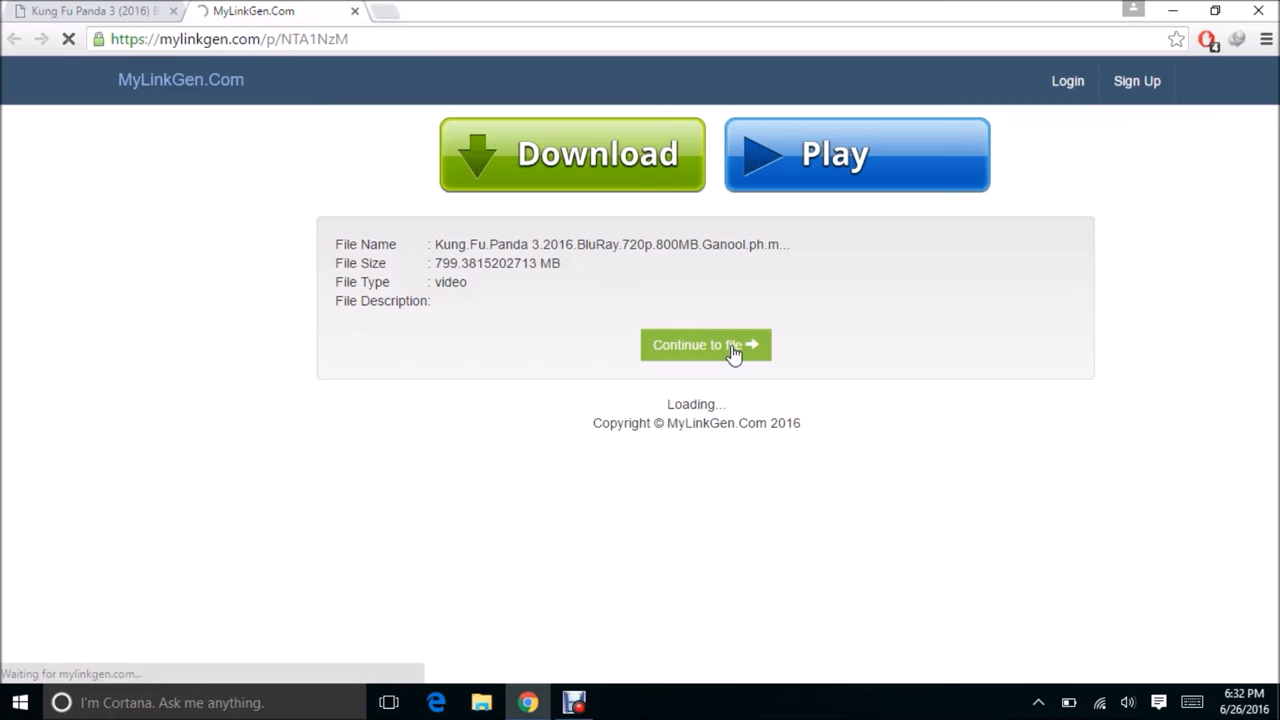 Kung Fu Panda 3 (2016) B
MyLinkGen.Com
https://mylinkgen.com/p/NTA1NzM
4
MyLinkGen.Com
Login
Sign Up
Download
Play
File Name : Kung.Fu.Panda 3.2016.BluRay.720p.800MB.Ganool.ph.m...
File Size : 799.3815202713 MB
File Type : video
File Description:
Continue to file
Loading...
Copyright © MyLinkGen.Com 2016
Waiting for mylinkgen.com...
I'm Cortana. Ask me anything.
6:32 PM
6/26/2016